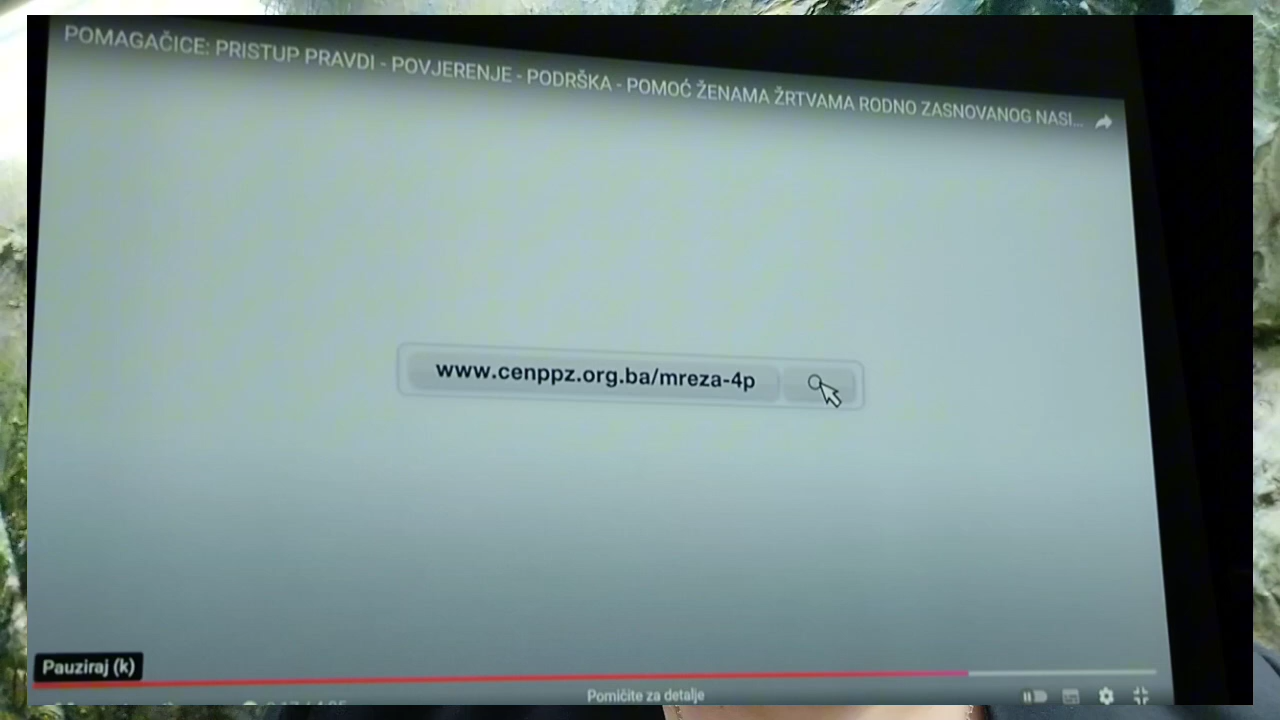 POMAGAČICE: PRISTUP PRAVDI - POVJERENJE - PODRŠKA - POMOĆ ŽENAMA ŽRTVAMA RODNO ZASNOVANOG NASI...
www.cenppz.org.ba/mreza-4p
Pauziraj (k)
Pomičite za detalje